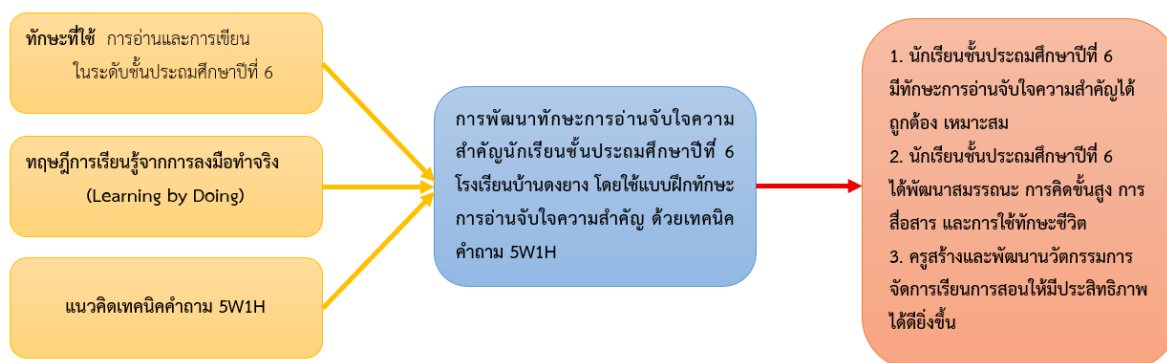 ทักษะที่ใช้ การอ่านและการเขียน
ในระดับชั้นประถมศึกษาปีที่ 6
ทฤษฎีการเรียนรู้จากการลงมือทำจริง
(Learning by Doing)
แนวคิดเทคนิคคำถาม 5W1H
การพัฒนาทักษะการอ่านจับใจความ
สำคัญนักเรียนชั้นประถมศึกษาปีที่ 6
โรงเรียนบ้านดงยาง โดยใช้แบบฝึกทักษะ
การอ่านจับใจความสำคัญ ด้วยเทคนิค
คำถาม 5W1H
1. นักเรียนชั้นประถมศึกษาปีที่ 6
มีทักษะการอ่านจับใจความสำคัญได้
ถูกต้อง เหมาะสม
2. นักเรียนชั้นประถมศึกษาปีที่ 6
ได้พัฒนาสมรรถนะ การคิดขั้นสูง การ
สื่อสาร และการใช้ทักษะชีวิต
3. ครูสร้างและพัฒนานวัตกรรมการ
จัดการเรียนการสอนให้มีประสิทธิภาพ
ได้ดียิ่งขึ้น